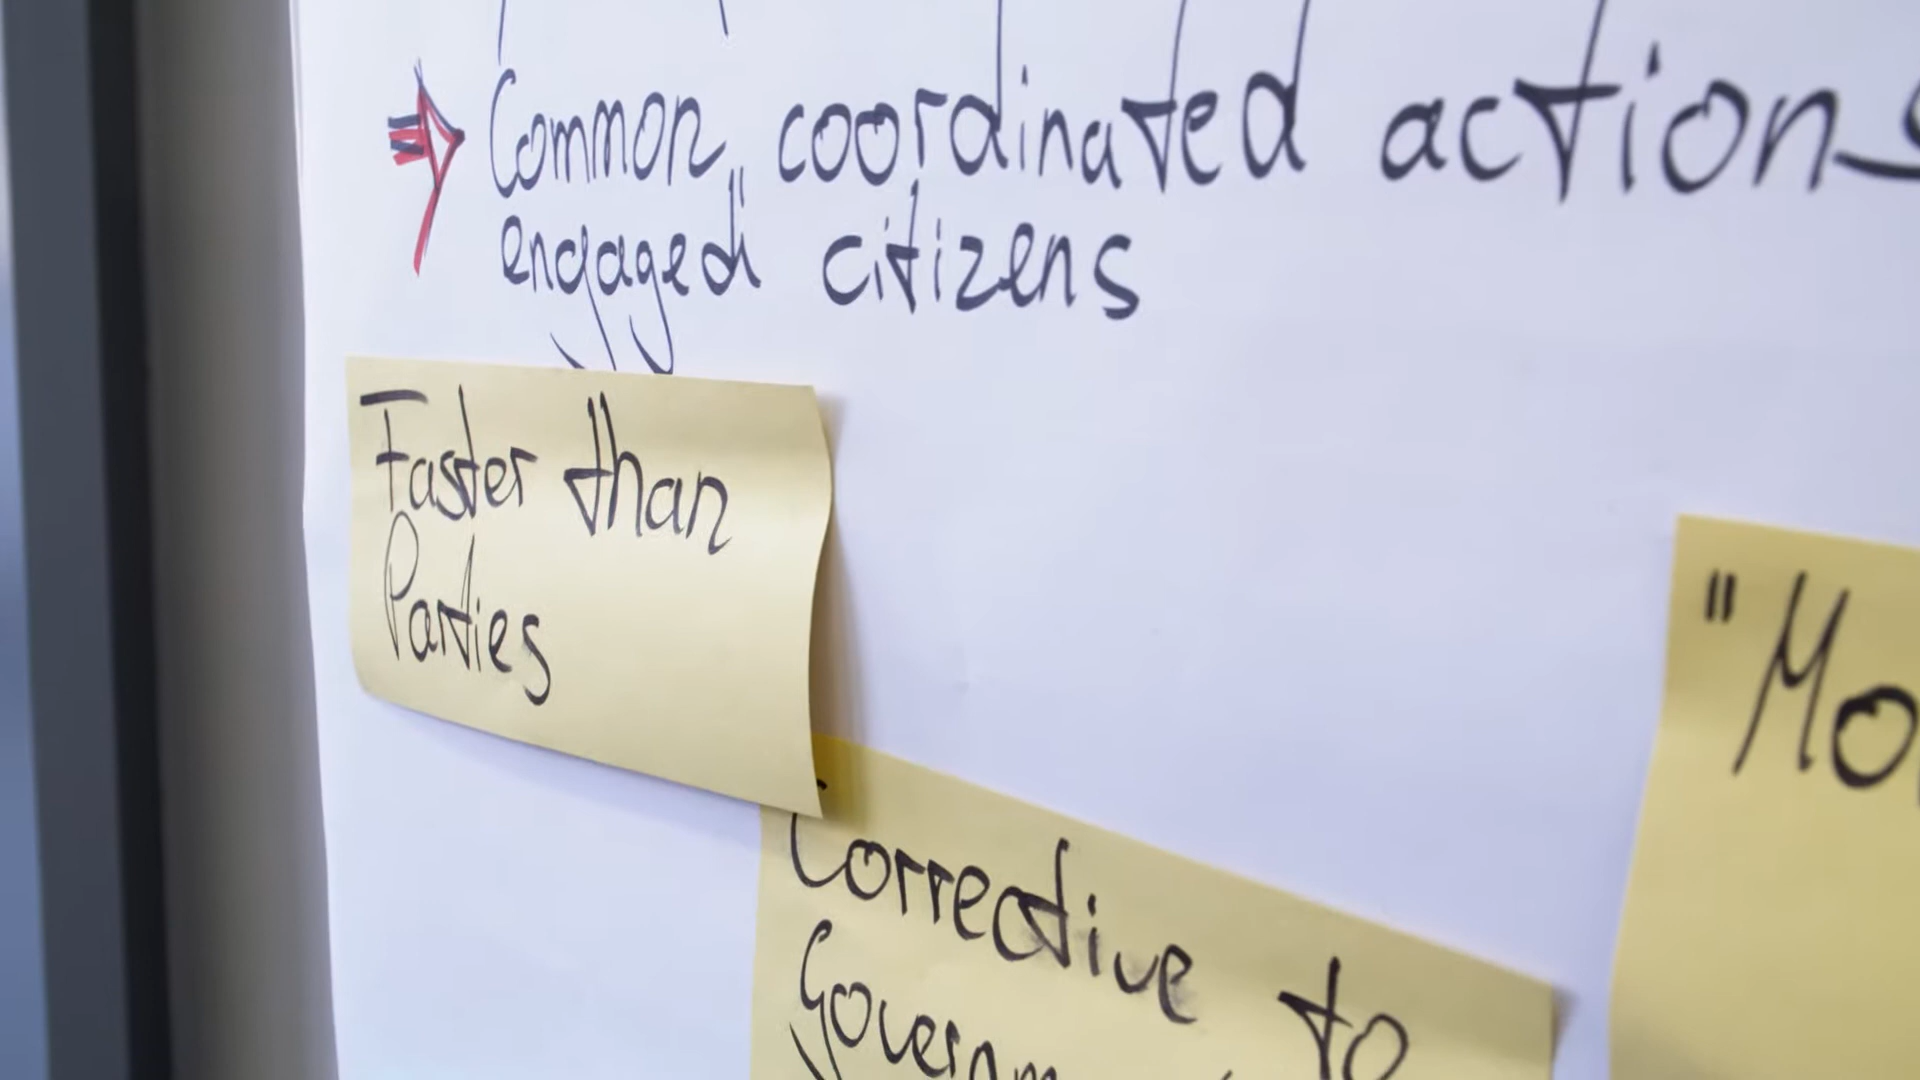 Common coordinated actions
"engaged" citizens
Faster than
Parties
Corrective to